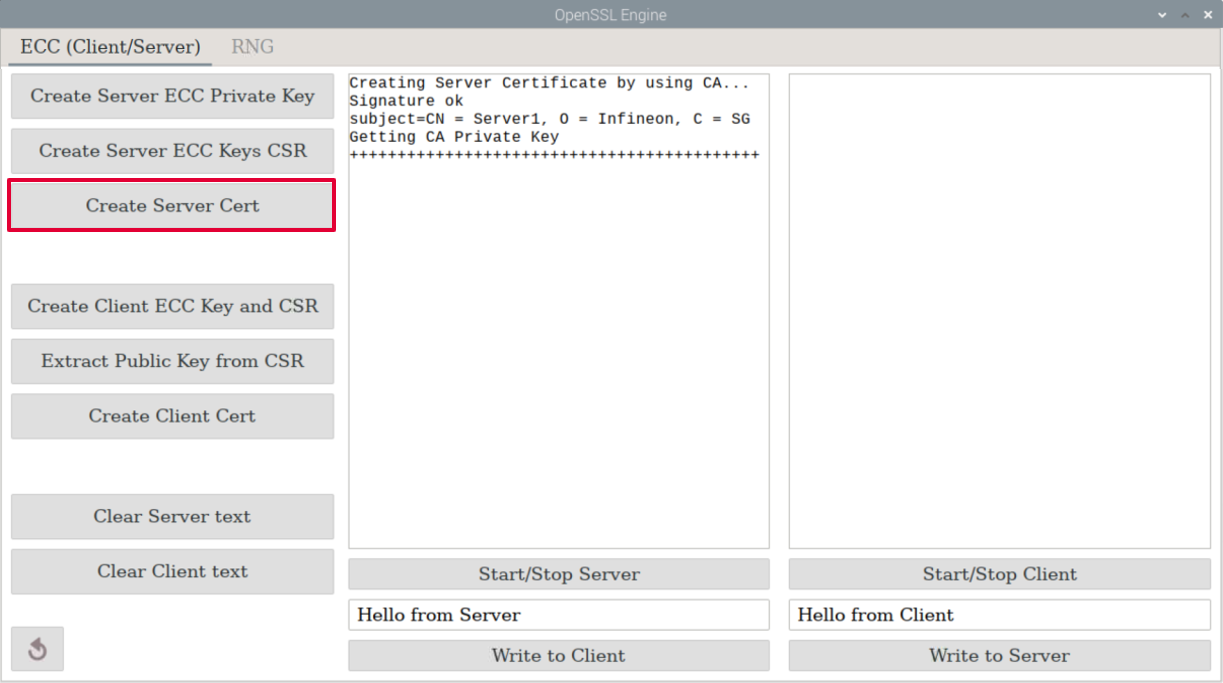 OpenSSL Engine
ECC (Client/Server) RNG
Create Server ECC Private Key
Create Server ECC Keys CSR
Create Server Cert
Create Client ECC Key and CSR
Extract Public Key from CSR
Create Client Cert
Clear Server text
Clear Client text
Creating Server Certificate by using CA...
Signature ok
subject=CN = Server1, O = Infineon, C = SG
Getting CA Private Key
+++++++++++++++++++++++++++++++++++++++++++
Start/Stop Server
Hello from Server
Write to Client
Start/Stop Client
Hello from Client
Write to Server